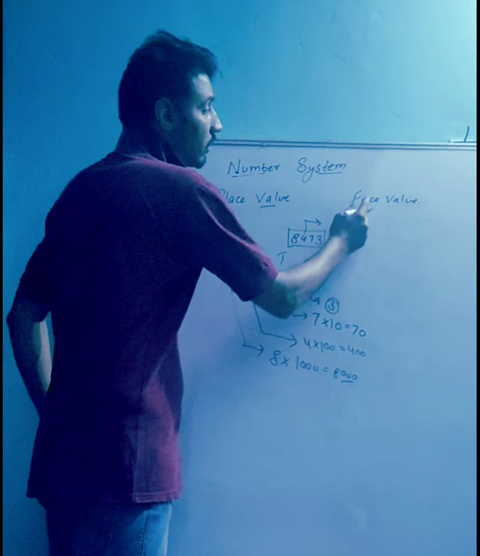 Number System
Place Value
Face Value
8473
T
3
7×10=70
4×100=400
8×1000=8000